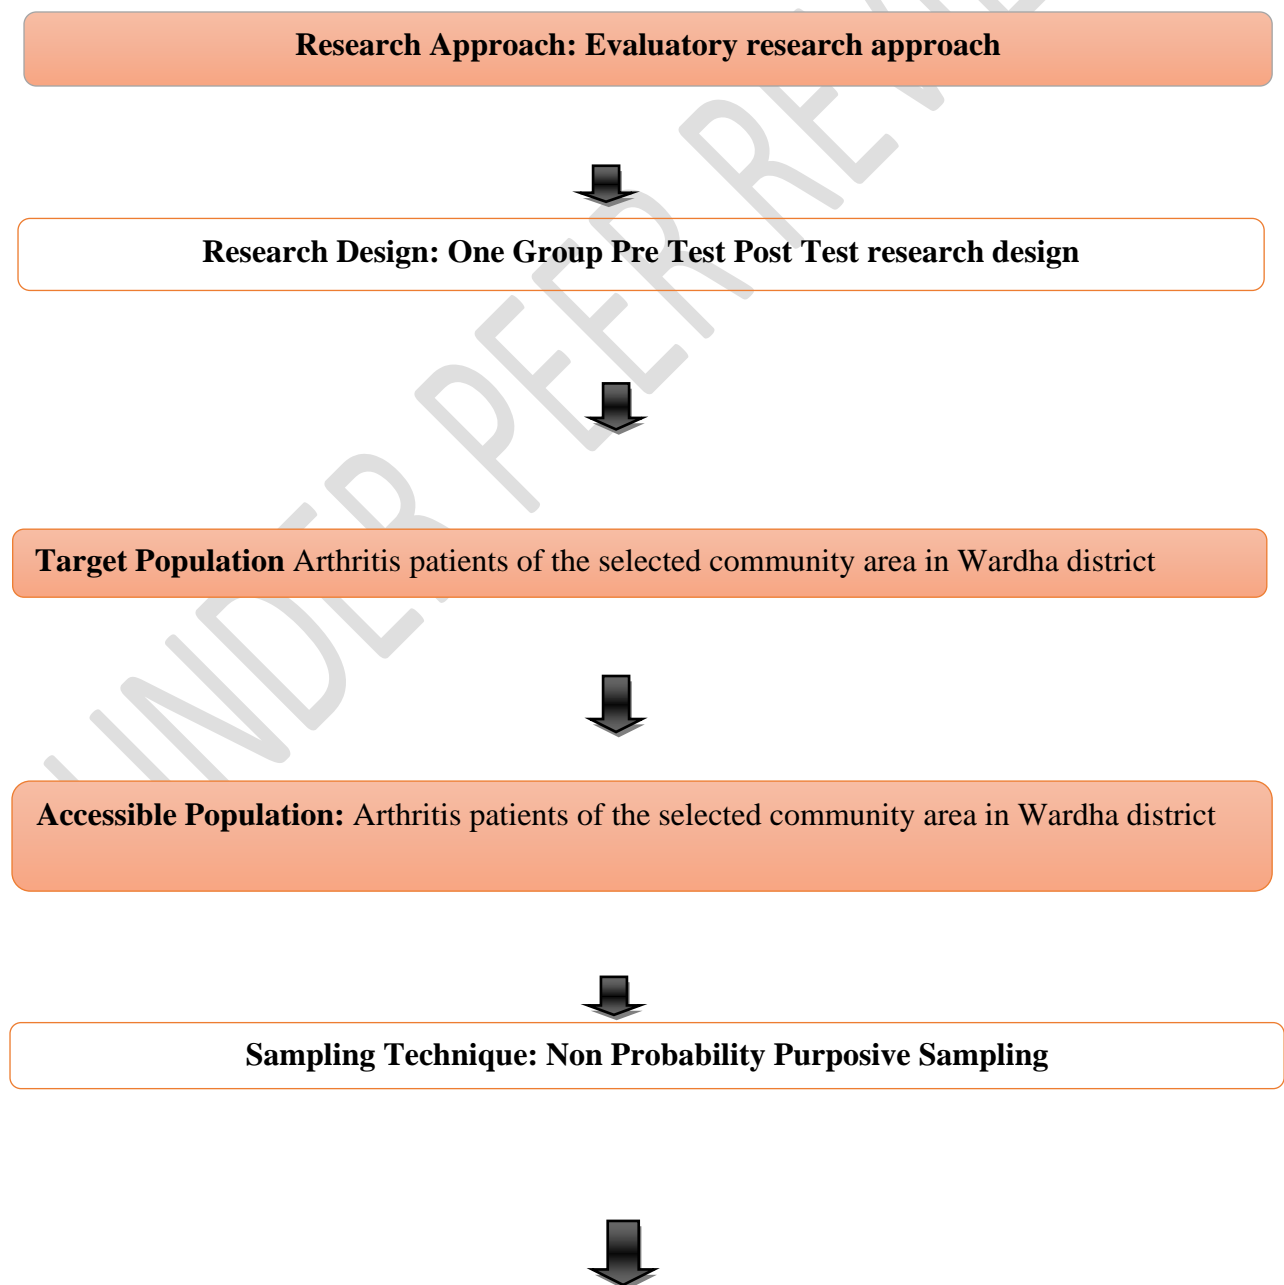 Research Approach: Evaluatory research approach
Research Design: One Group Pre Test Post Test research design
Target Population Arthritis patients of the selected community area in Wardha district
Accessible Population: Arthritis patients of the selected community area in Wardha district
Sampling Technique: Non Probability Purposive Sampling
UNDER PEER REVIEW